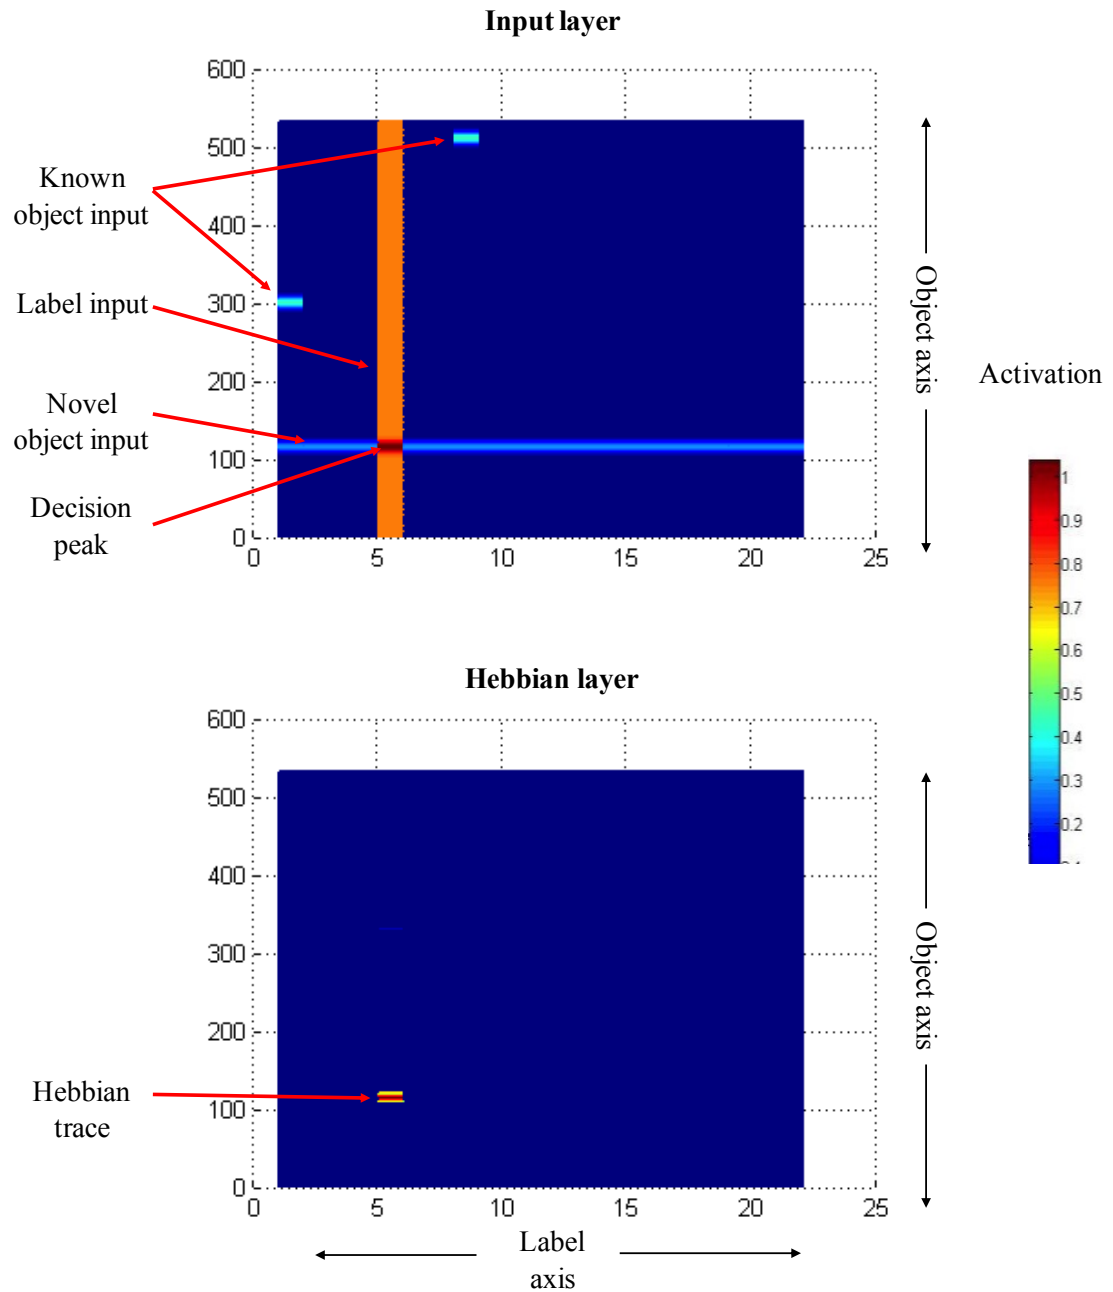 Input layer
600
500
400
300
200
100
0
0 5 10 15 20 25
Known
object input
Label input
Novel
object input
Decision
peak
Object axis
Activation
1
0.9
0.8
0.7
0.6
0.5
0.4
0.3
0.2
Hebbian layer
600
500
400
300
200
100
0
0 5 10 15 20 25
Hebbian
trace
Object axis
Label
axis